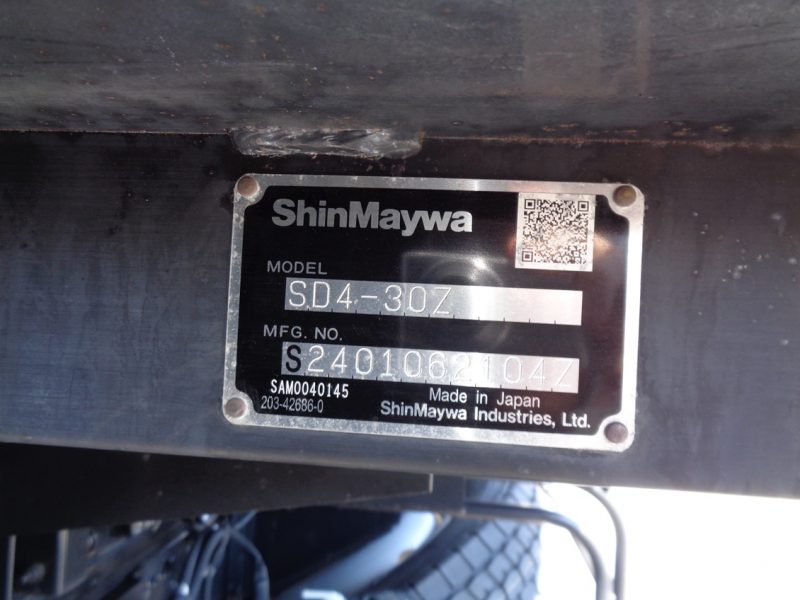 ShinMaywa
MODEL
SD4-30Z
MFG. NO.
S2401062104Z
SAM0040145
203-42686-0
Made in Japan
ShinMaywa Industries, Ltd.